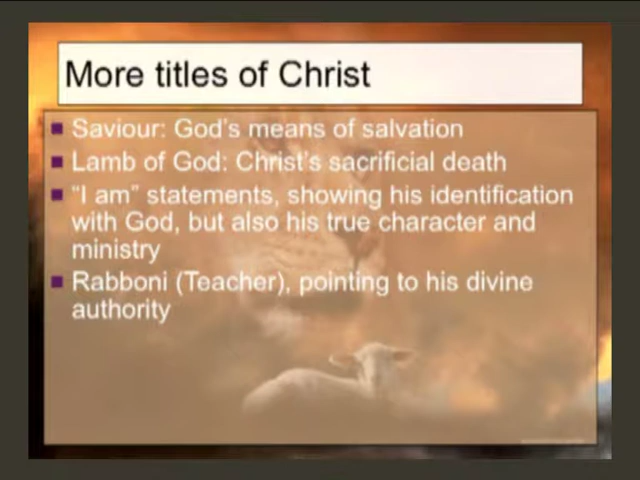 More titles of Christ
Saviour: God's means of salvation
Lamb of God: Christ's sacrificial death
"I am" statements, showing his identification
with God, but also his true character and
ministry
Rabboni (Teacher), pointing to his divine
authority